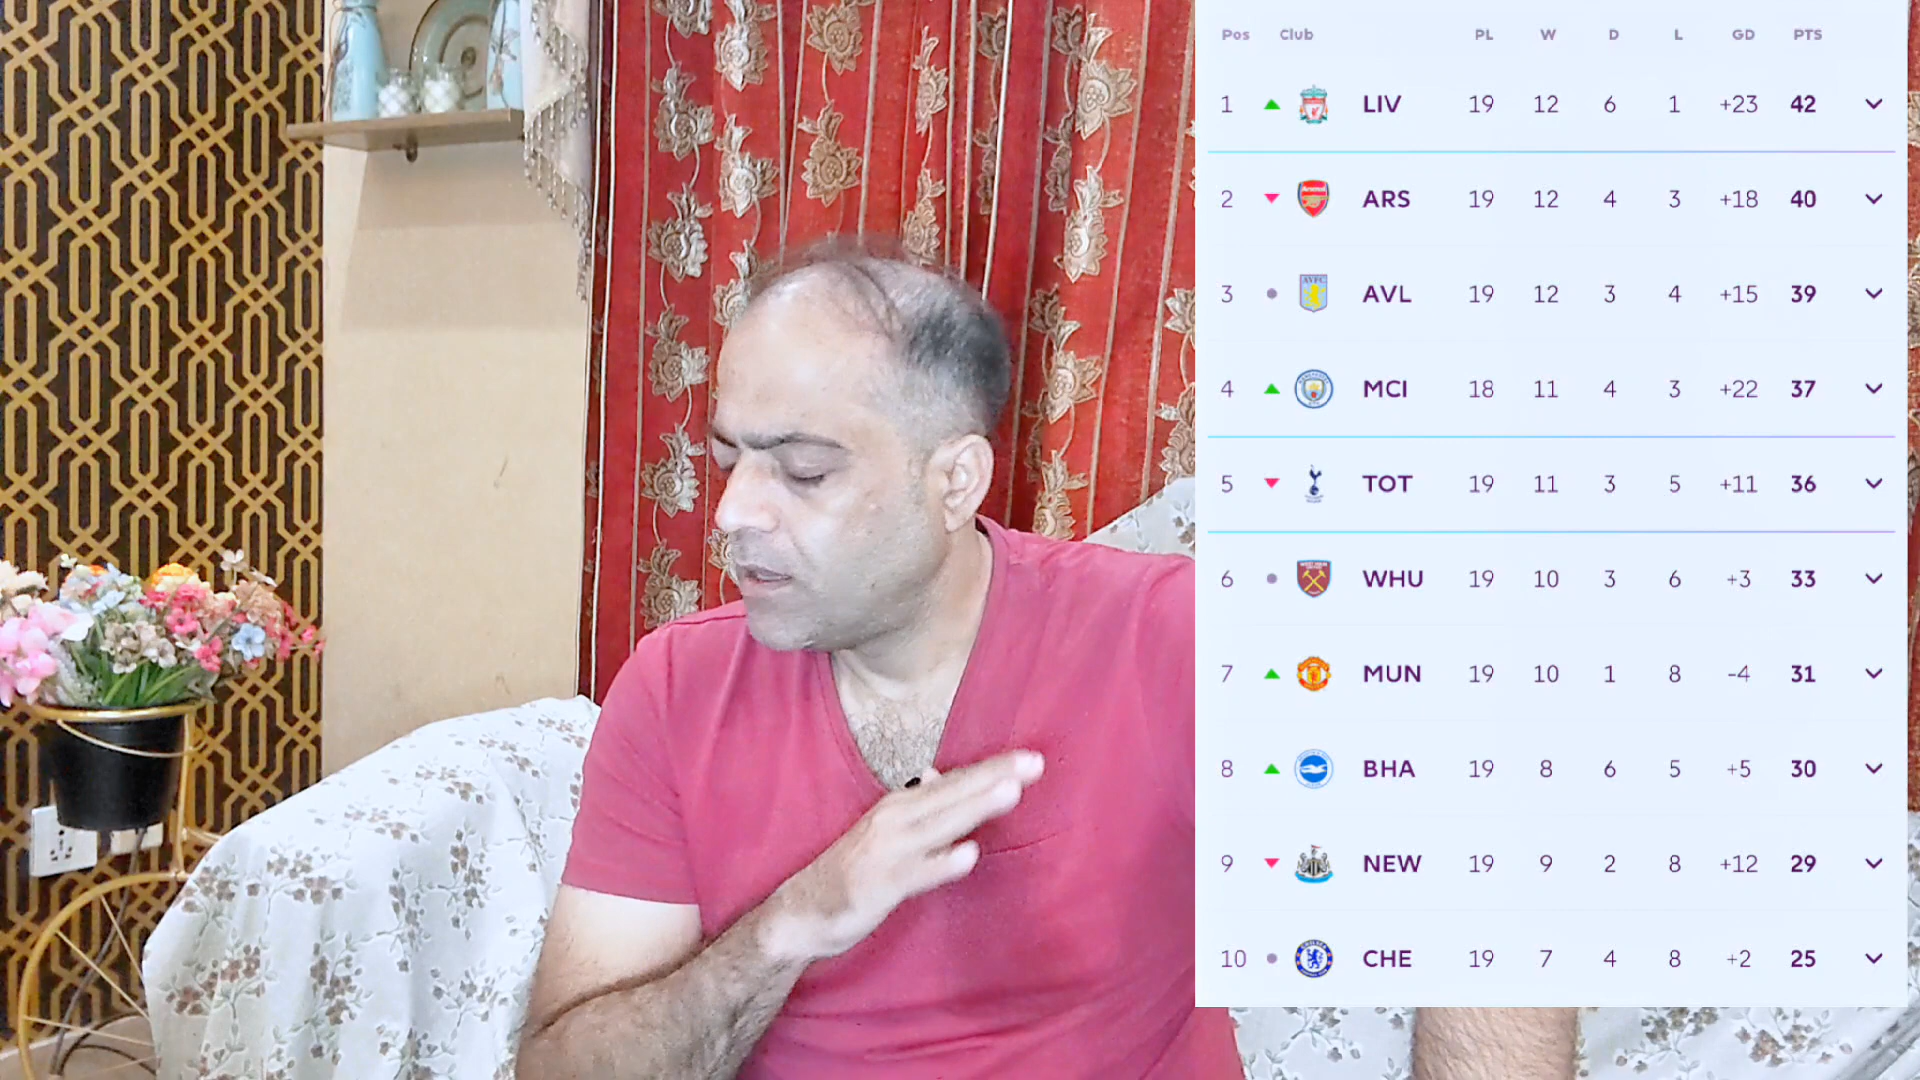 Pos Club PL W D L GD PTS
1 LIV 19 12 6 1 +23 42
2 ARS 19 12 4 3 +18 40
3 AVL 19 12 3 4 +15 39
4 MCI 18 11 4 3 +22 37
5 TOT 19 11 3 5 +11 36
6 WHU 19 10 3 6 +3 33
7 MUN 19 10 1 8 -4 31
8 BHA 19 8 6 5 +5 30
9 NEW 19 9 2 8 +12 29
10 CHE 19 7 4 8 +2 25